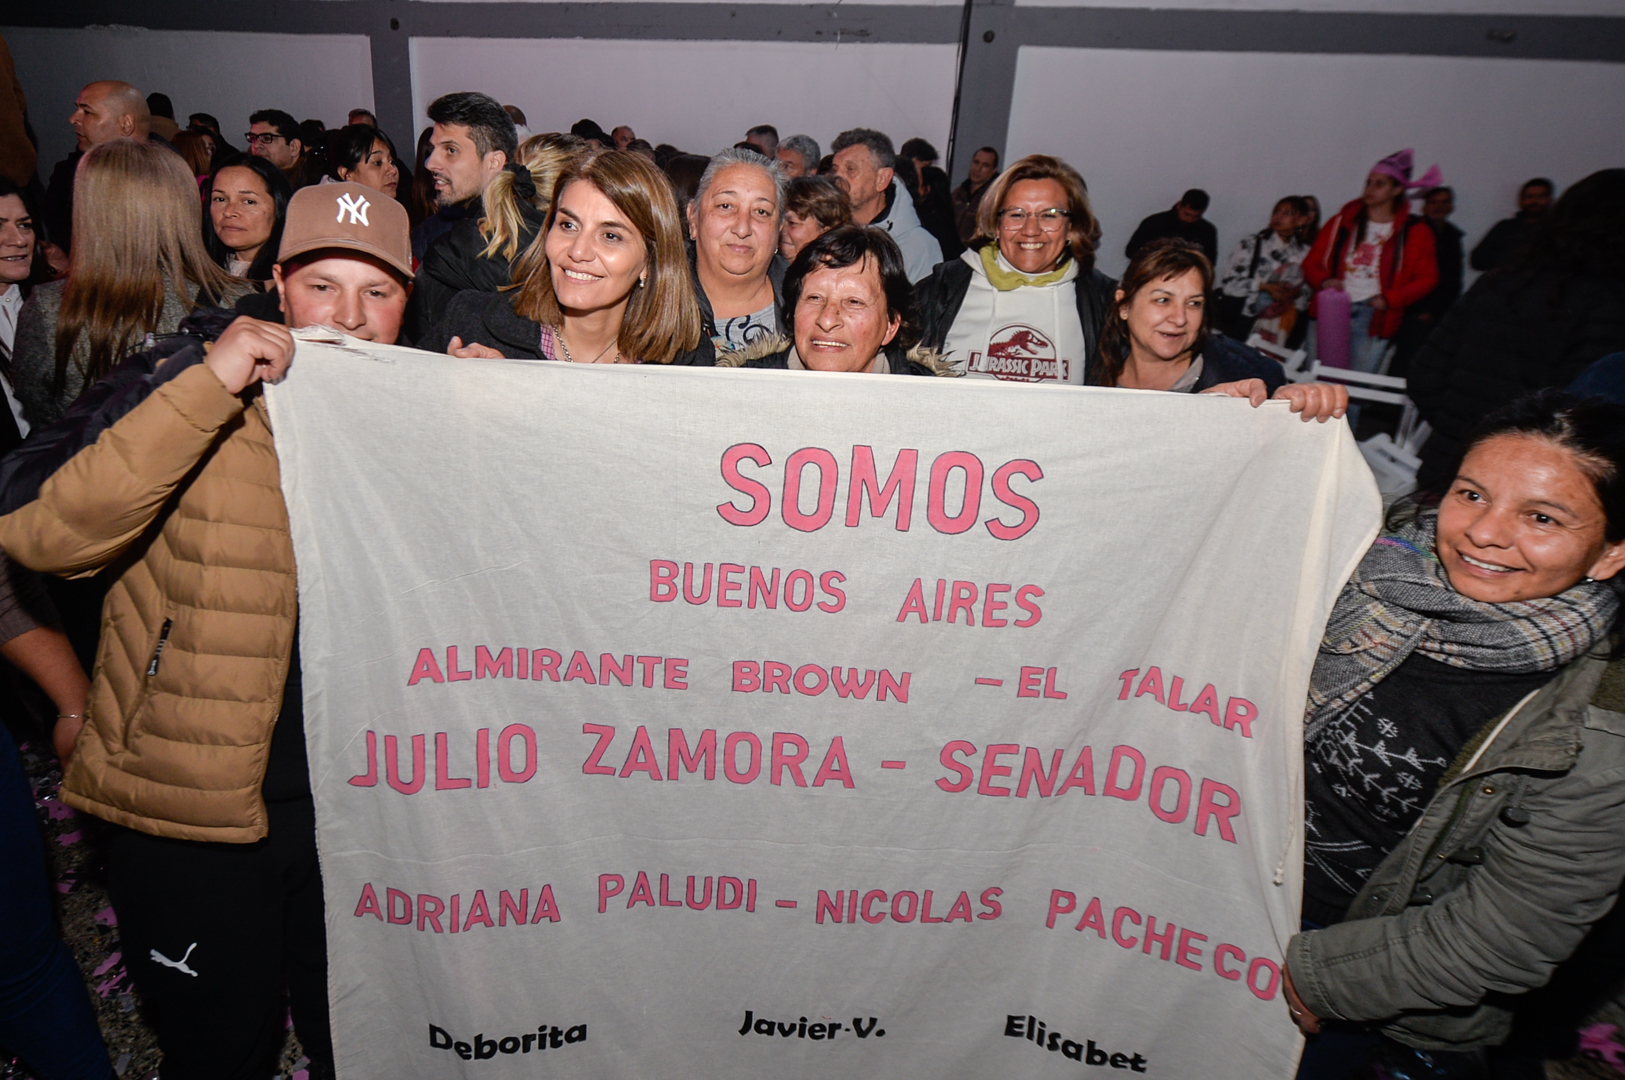 NY
JURASSIC PARK
SOMOS
BUENOS AIRES
ALMIRANTE BROWN - EL TALAR
JULIO ZAMORA - SENADOR
ADRIANA PALUDI - NICOLAS PACHECO
Deborita Javier-V. Elisabet